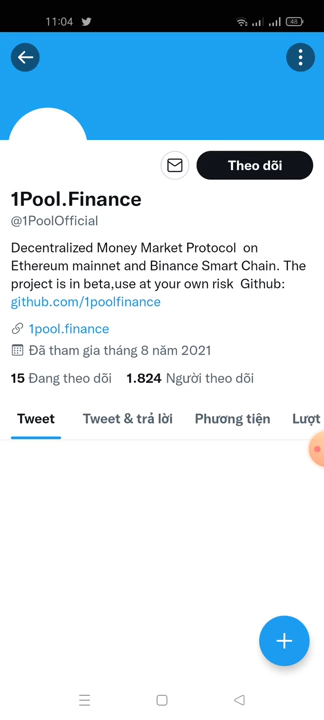 11:04
48
Theo dõi
1Pool.Finance
@1PoolOfficial
Decentralized Money Market Protocol on
Ethereum mainnet and Binance Smart Chain. The
project is in beta,use at your own risk Github:
github.com/1poolfinance
1pool.finance
Đã tham gia tháng 8 năm 2021
15 Đang theo dõi 1.824 Người theo dõi
Tweet Tweet & trả lời Phương tiện Lượt